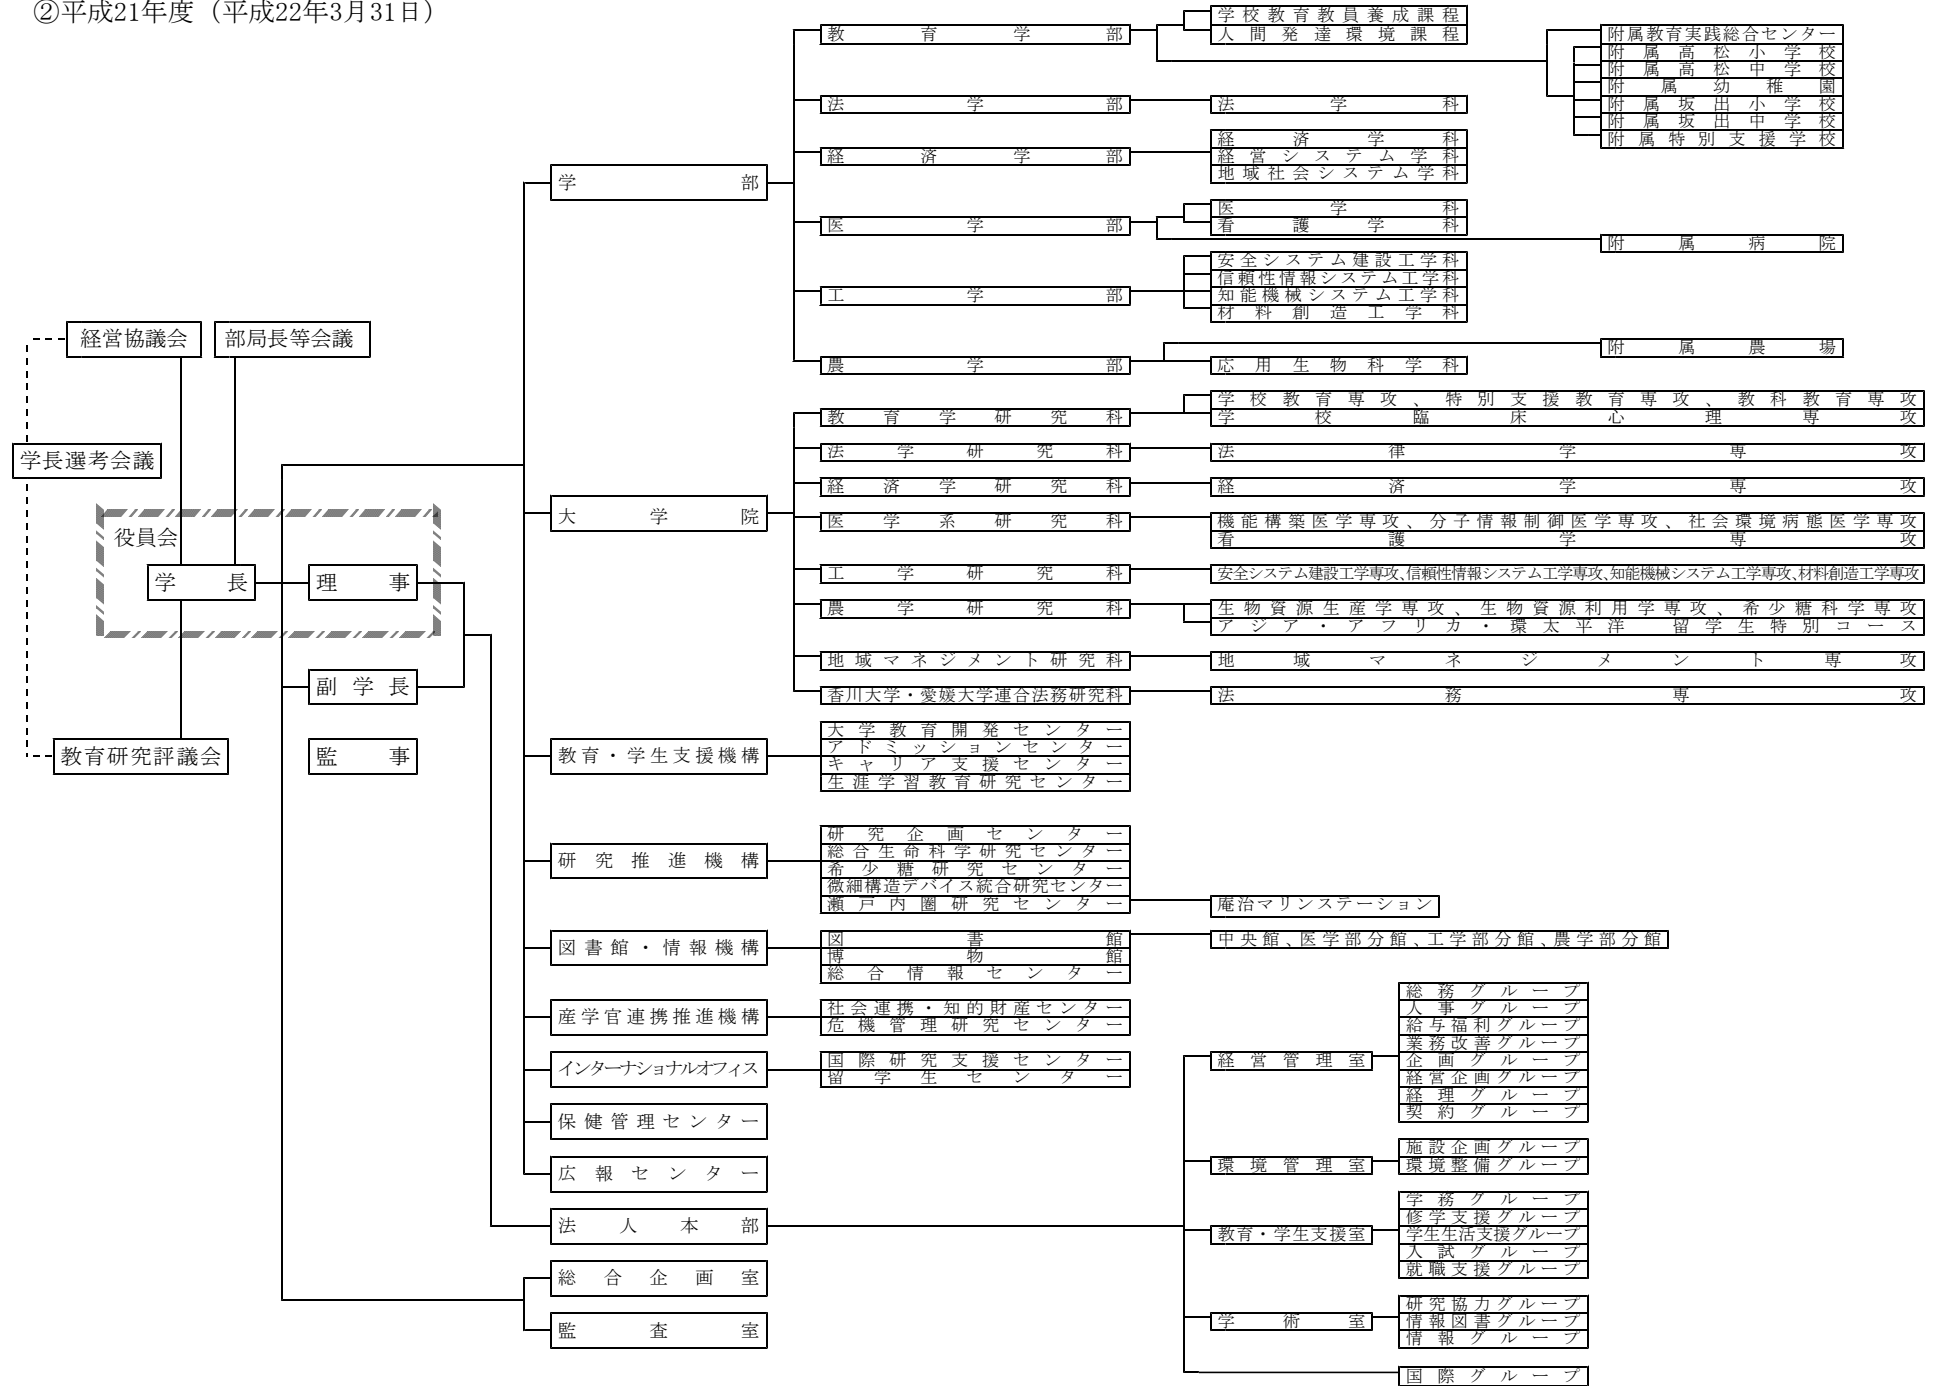 ②平成21年度（平成22年3月31日）
経営協議会
部局長等会議
学長選考会議
役員会
学長
理事
副学長
監事
教育研究評議会
学部
教育学部
学校教育教員養成課程
人間発達環境課程
附属教育実践総合センター
附属高松小学校
附属高松中学校
附属幼稚園
附属坂出小学校
附属坂出中学校
附属特別支援学校
法学部
法学科
経済学部
経済学科
経営システム学科
地域社会システム学科
医学部
医学科
看護学科
附属病院
工学部
安全システム建設工学科
信頼性情報システム工学科
知能機械システム工学科
材料創造工学科
農学部
応用生物科学科
附属農場
大学院
教育学研究科
学校教育専攻、特別支援教育専攻、教科教育専攻
学校臨床心理専攻
法学研究科
法律学専攻
経済学研究科
経済学専攻
医学系研究科
機能構築医学専攻、分子情報制御医学専攻、社会環境病態医学専攻
看護学専攻
工学研究科
安全システム建設工学専攻、信頼性情報システム工学専攻、知能機械システム工学専攻、材料創造工学専攻
農学研究科
生物資源生産学専攻、生物資源利用学専攻、希少糖科学専攻
アジア・アフリカ・環太平洋　留学生特別コース
地域マネジメント研究科
地域マネジメント専攻
香川大学・愛媛大学連合法務研究科
法務専攻
教育・学生支援機構
大学教育開発センター
アドミッションセンター
キャリア支援センター
生涯学習教育研究センター
研究推進機構
研究企画センター
総合生命科学研究センター
希少糖研究センター
微細構造デバイス統合研究センター
瀬戸内圏研究センター
庵治マリンステーション
図書館・情報機構
図書館
博物館
総合情報センター
中央館、医学部分館、工学部分館、農学部分館
産学官連携推進機構
社会連携・知的財産センター
危機管理研究センター
インターナショナルオフィス
国際研究支援センター
留学生センター
保健管理センター
広報センター
法人本部
経営管理室
総務グループ
人事グループ
給与福利グループ
業務改善グループ
企画グループ
経営企画グループ
経理グループ
契約グループ
環境管理室
施設企画グループ
環境整備グループ
教育・学生支援室
学務グループ
修学支援グループ
学生生活支援グループ
入試グループ
就職支援グループ
学術室
研究協力グループ
情報図書グループ
情報グループ
国際グループ
総合企画室
監査室